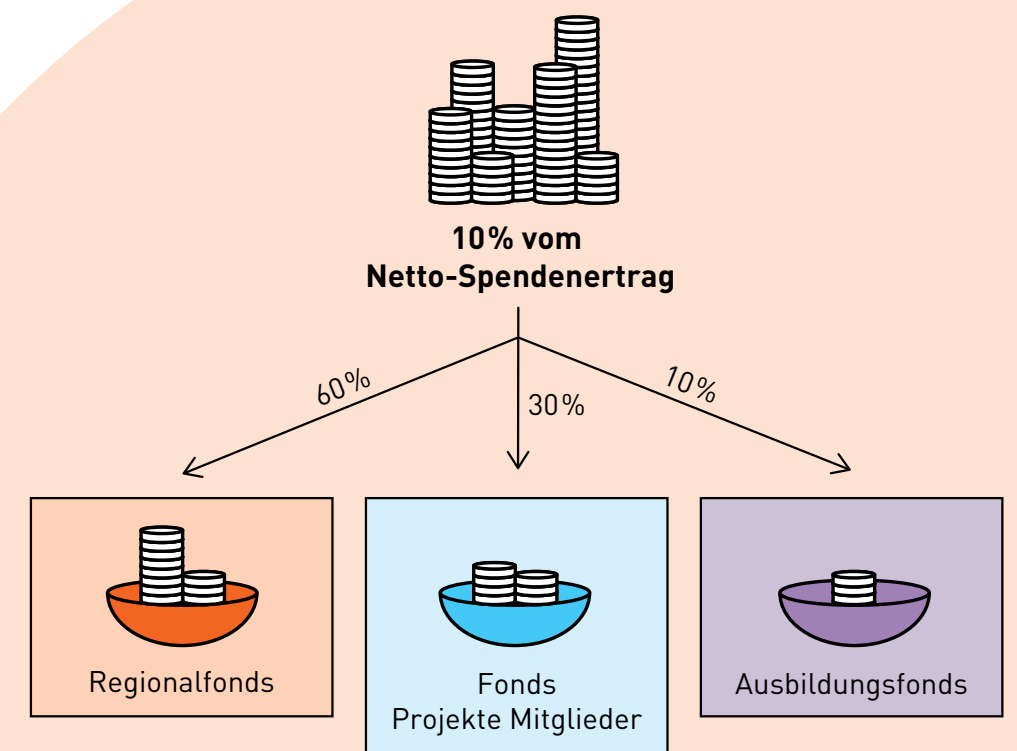 10% vom
Netto-Spendenertrag
60%
30%
10%
Regionalfonds
Fonds
Projekte Mitglieder
Ausbildungsfonds